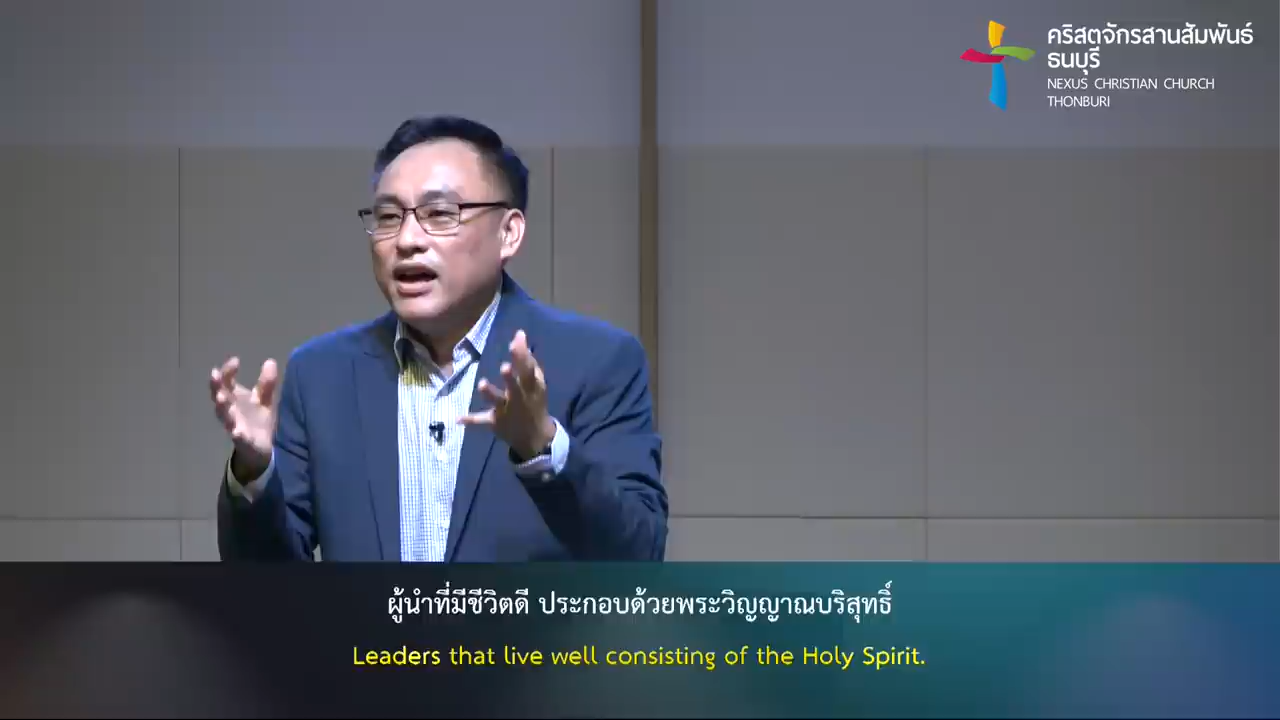 คริสตจักรสานสัมพันธ์
ธนบุรี
NEXUS CHRISTIAN CHURCH
THONBURI
ผู้นำที่มีชีวิตดี ประกอบด้วยพระวิญญาณบริสุทธิ์
Leaders that live well consisting of the Holy Spirit.